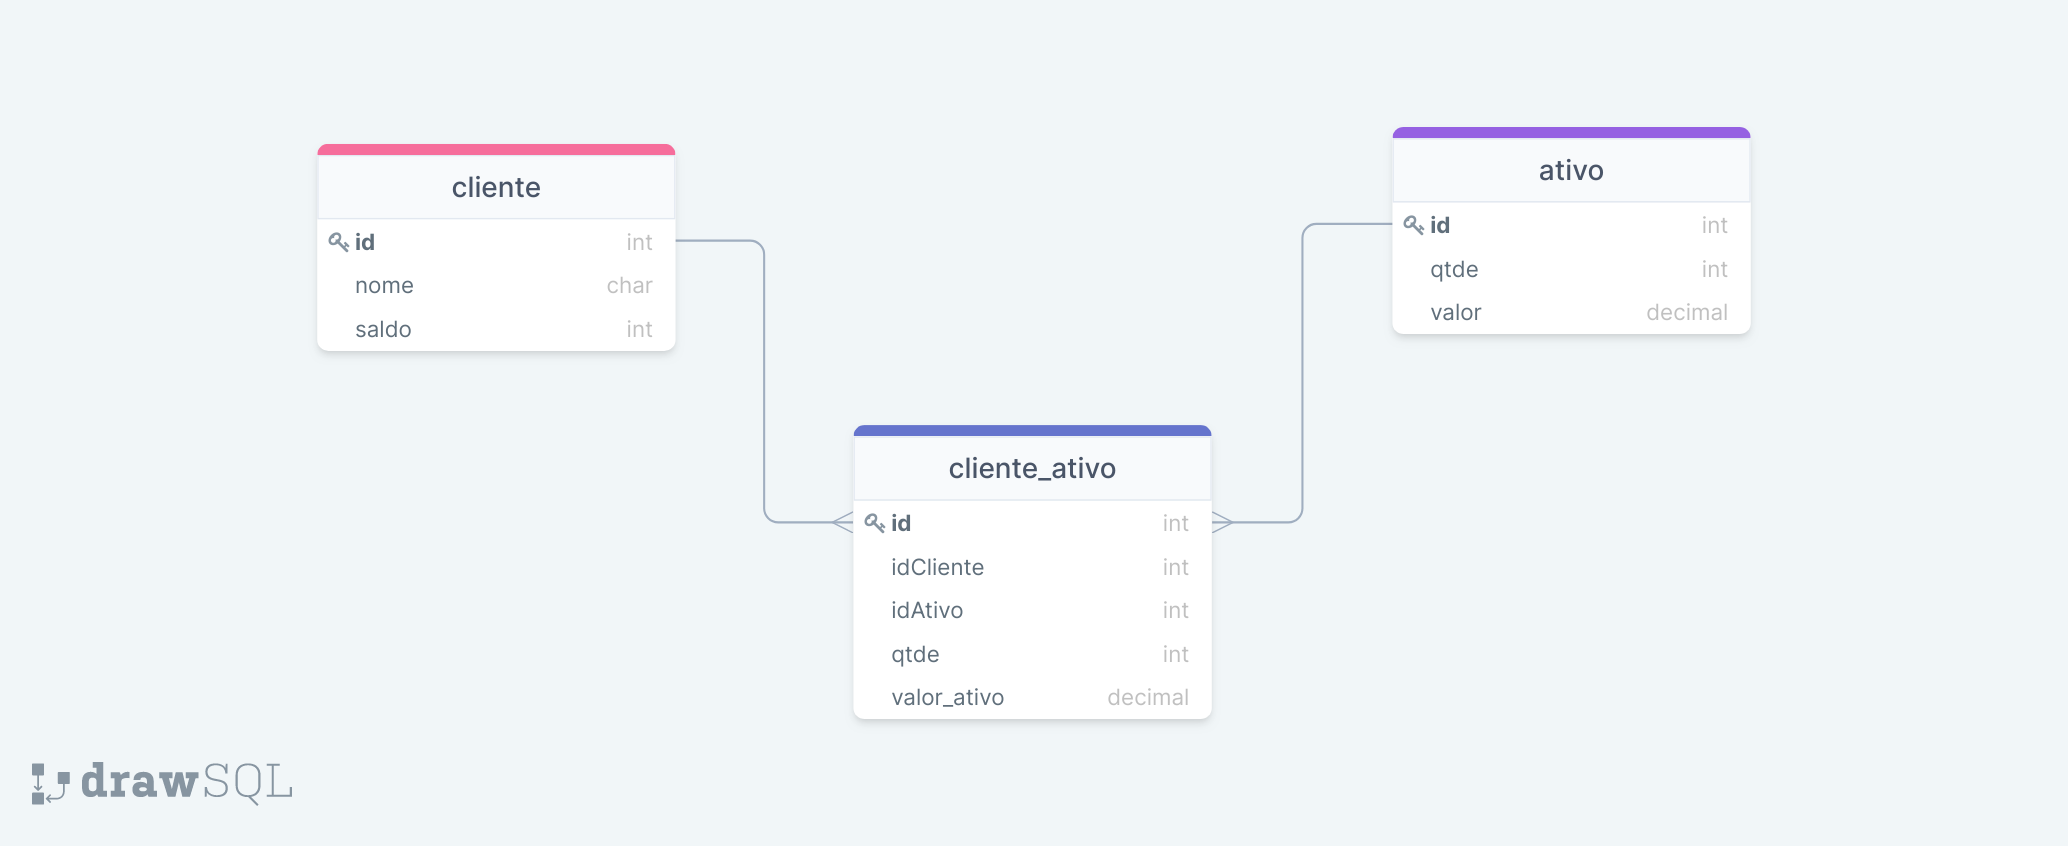 cliente
id int
nome char
saldo int
ativo
id int
qtde int
valor decimal
cliente_ativo
id int
idCliente int
idAtivo int
qtde int
valor_ativo decimal
drawSQL